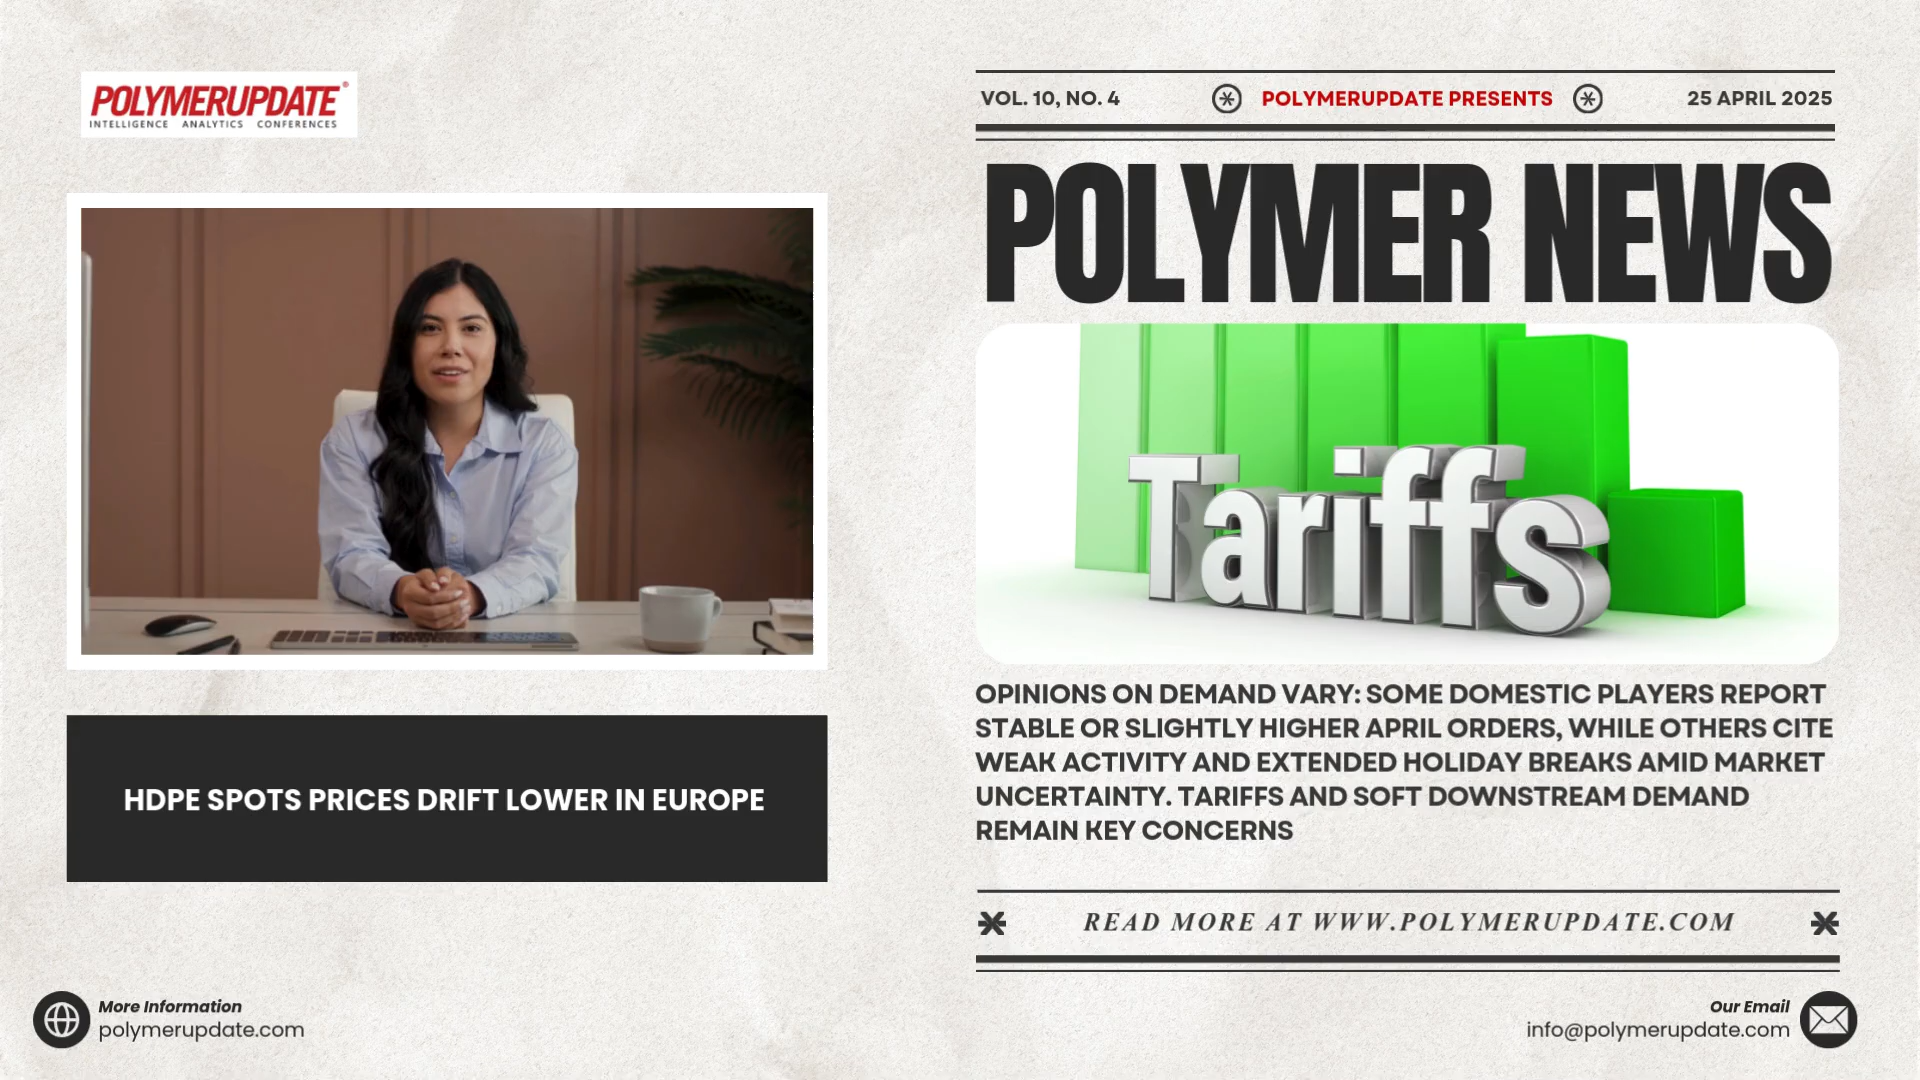 POLYMERUPDATE®
INTELLIGENCE ANALYTICS CONFERENCES
HDPE SPOTS PRICES DRIFT LOWER IN EUROPE
More Information
polymerupdate.com
VOL. 10, NO. 4
POLYMERUPDATE PRESENTS
25 APRIL 2025
POLYMER NEWS
Tariffs
OPINIONS ON DEMAND VARY: SOME DOMESTIC PLAYERS REPORT
STABLE OR SLIGHTLY HIGHER APRIL ORDERS, WHILE OTHERS CITE
WEAK ACTIVITY AND EXTENDED HOLIDAY BREAKS AMID MARKET
UNCERTAINTY. TARIFFS AND SOFT DOWNSTREAM DEMAND
REMAIN KEY CONCERNS
READ MORE AT WWW.POLYMERUPDATE.COM
Our Email
info@polymerupdate.com